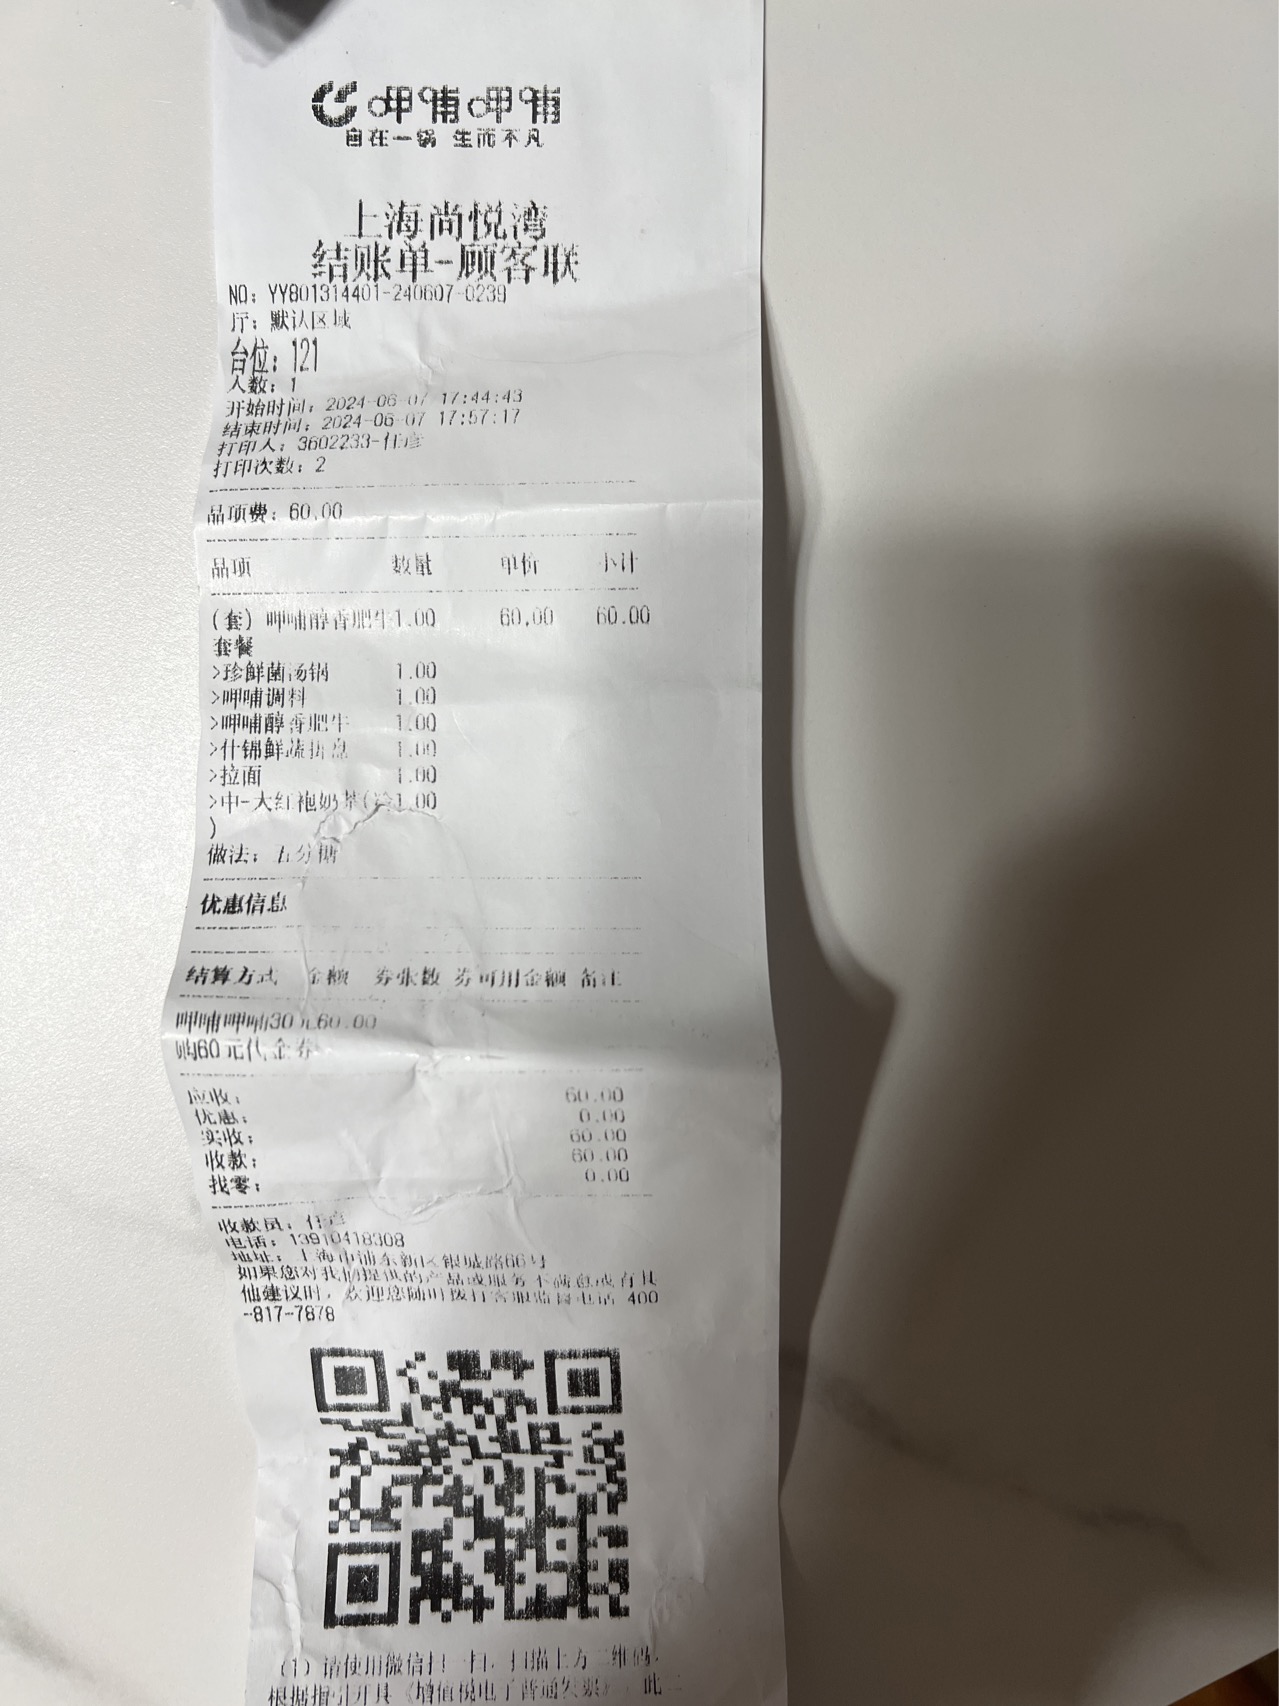 呷哺呷哺
自在一锅 生而不凡
上海尚悦湾
结账单-顾客联
NO: YY801314401-240607-0239
厅: 默认区域
台位: 121
人数: 1
开始时间: 2024-06-07 17:44:43
结束时间: 2024-06-07 17:57:17
打印人: 3602233-任彦
打印次数: 2
品项费: 60.00
品项 数量 单价 小计
(套) 呷哺醇香肥牛1.00 60.00 60.00
套餐
>珍鲜菌汤锅 1.00
>呷哺调料 1.00
>呷哺醇香肥牛 1.00
>什锦鲜蔬拼盘 1.00
>拉面 1.00
>中-大红袍奶茶(冷1.00
)
做法: 五分糖
优惠信息
结算方式 金额 券张数 券可用金额 备注
呷哺呷哺30元60.00
购60元代金券
应收: 60.00
优惠: 0.00
实收: 60.00
收款: 60.00
找零: 0.00
收款员: 任彦
电话: 13910418308
地址: 上海市浦东新区银城路66号
如果您对我们提供的产品或服务不满意或有其
他建议时, 欢迎您随时拨打客服监督电话 400
-817-7878
(1) 请使用微信扫一扫, 扫描上方二维码,
根据指引开具《增值税电子普通发票》, 此二